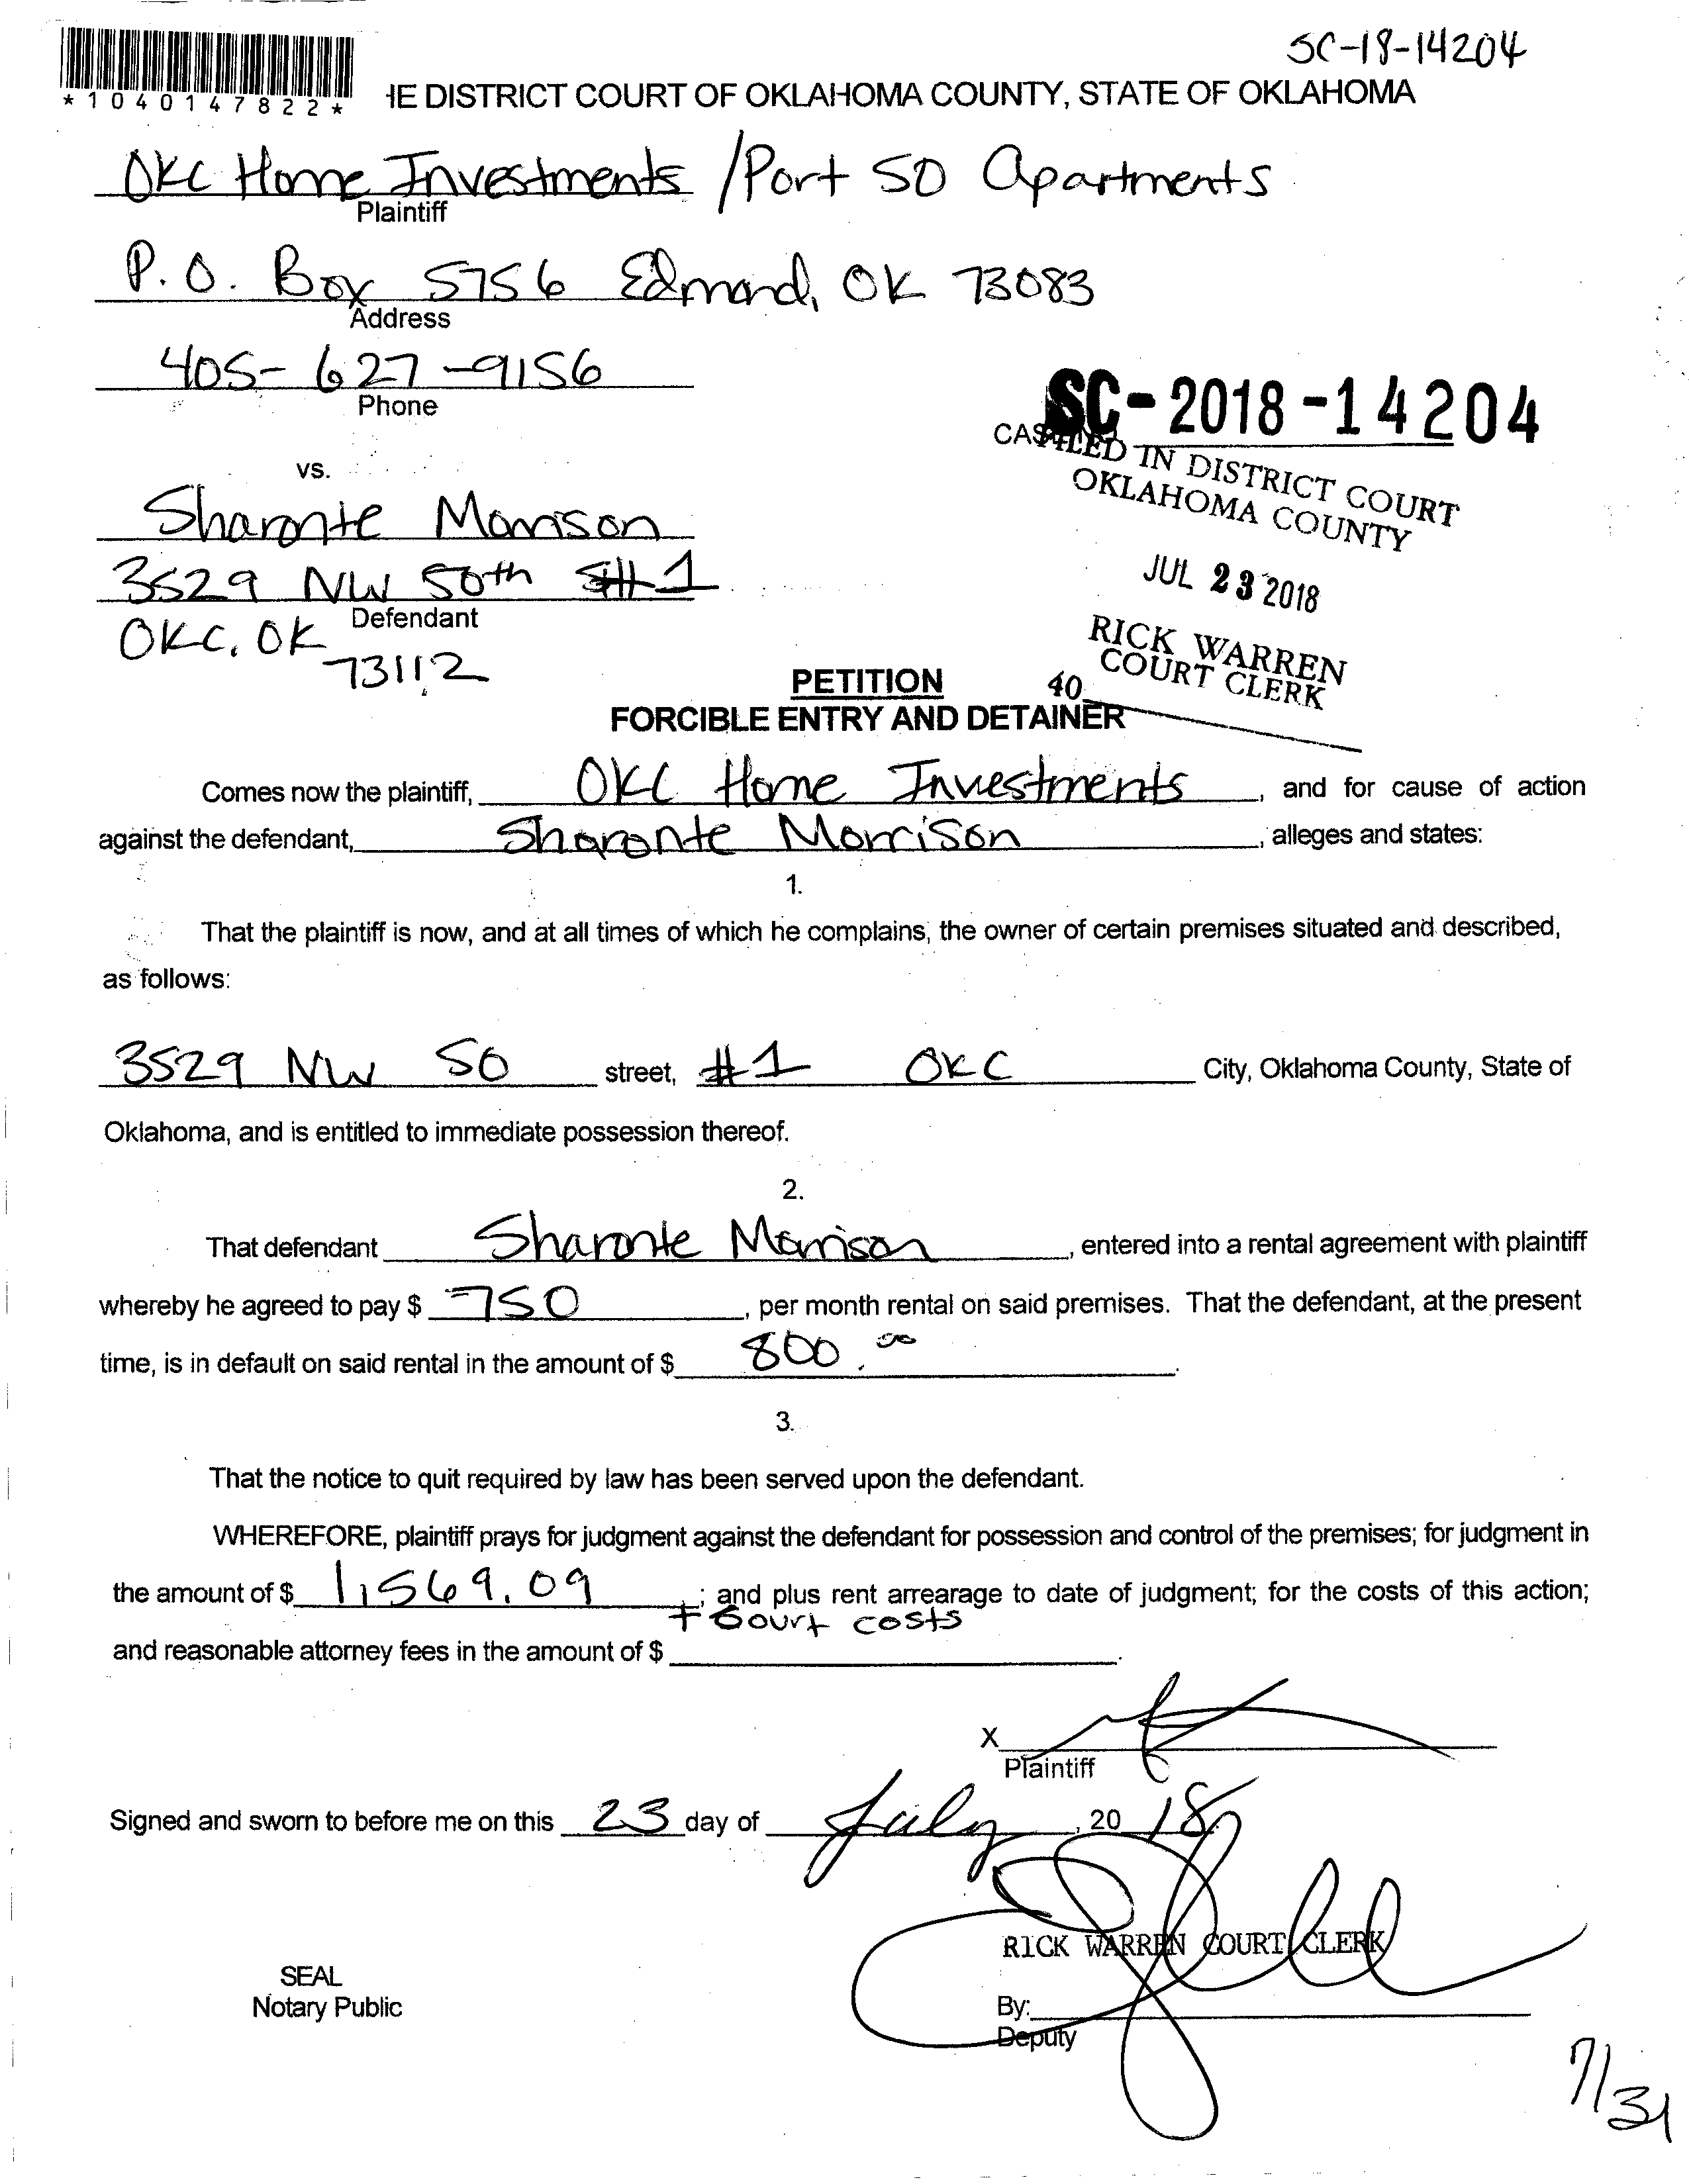 SC-18-14204
*1040147822*
HE DISTRICT COURT OF OKLAHOMA COUNTY, STATE OF OKLAHOMA
OKC Home Investments / Port 50 Apartments
Plaintiff
P.O. Box 5756 Edmond, OK 73083
Address
405-627-9156
Phone
SC-2018-14204
FILED IN DISTRICT COURT
OKLAHOMA COUNTY
vs.
Sharonte Morrison
JUL 23 2018
3529 NW 50th #1
Defendant
OKC, OK
73112
RICK WARREN
COURT CLERK
40
PETITION
FORCIBLE ENTRY AND DETAINER
Comes now the plaintiff, OKC Home Investments, and for cause of action
against the defendant, Sharonte Morrison, alleges and states:
1.
That the plaintiff is now, and at all times of which he complains, the owner of certain premises situated and described,
as follows:
3529 NW 50 street, #1 OKC City, Oklahoma County, State of
Oklahoma, and is entitled to immediate possession thereof.
2.
That defendant Sharonte Morrison, entered into a rental agreement with plaintiff
whereby he agreed to pay $ 750, per month rental on said premises. That the defendant, at the present
time, is in default on said rental in the amount of $ 800.00.
3.
That the notice to quit required by law has been served upon the defendant.
WHEREFORE, plaintiff prays for judgment against the defendant for possession and control of the premises; for judgment in
the amount of $ 1,569.09; and plus rent arrearage to date of judgment; for the costs of this action;
+ Court costs
and reasonable attorney fees in the amount of $ .
X
Plaintiff
Signed and sworn to before me on this 23 day of July, 20 18
RICK WARREN COURT CLERK
SEAL
Notary Public
By:
Deputy
7/31